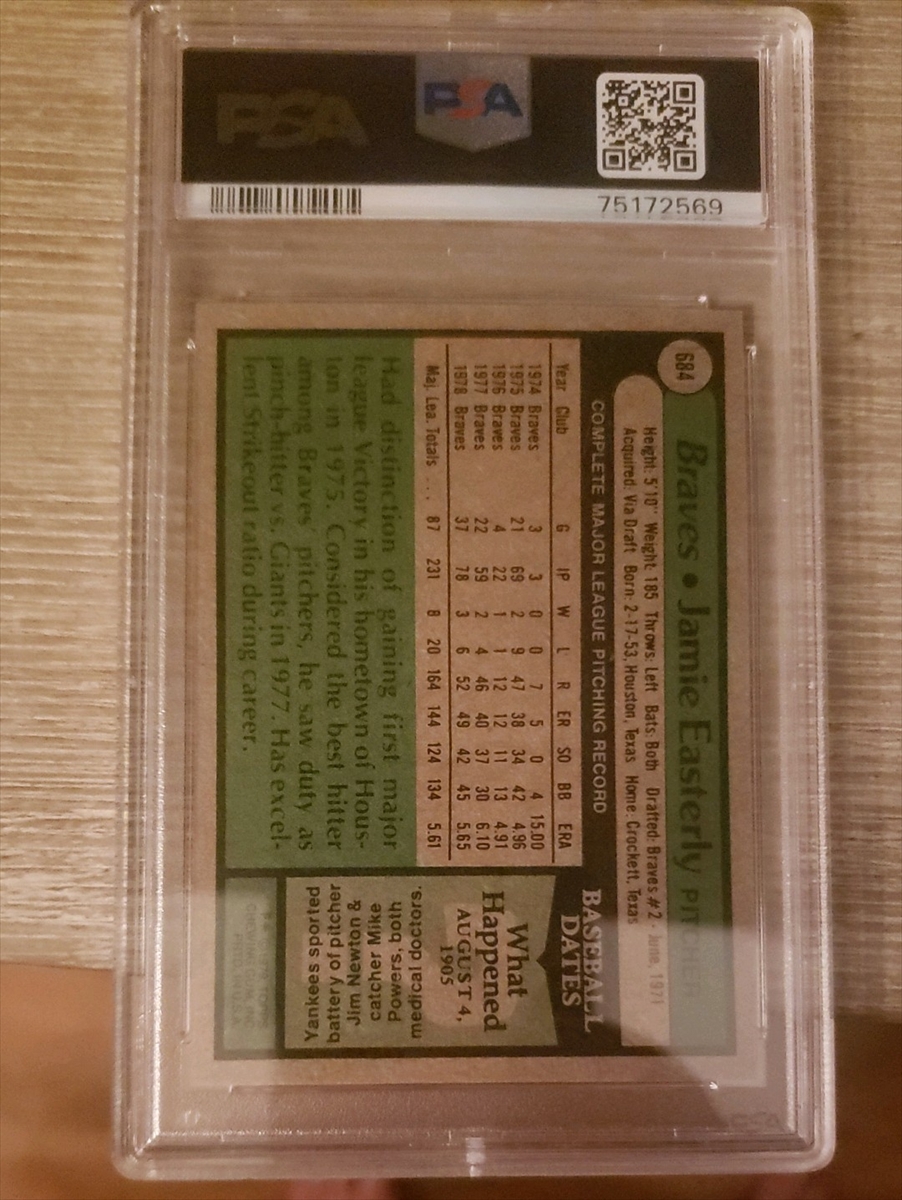 PSA
PSA
75172569
684
Braves • Jamie Easterly PITCHER
Height: 5'10" Weight: 185 Throws: Left Bats: Both Drafted: Braves #2 - June, 1971
Acquired: Via Draft Born: 2-17-53, Houston, Texas Home: Crockett, Texas
COMPLETE MAJOR LEAGUE PITCHING RECORD
Year Club G IP W L R ER SO BB ERA
1974 Braves 3 3 0 0 7 5 0 4 15.00
1975 Braves 21 69 2 9 47 38 34 42 4.96
1976 Braves 4 22 1 1 12 12 11 13 4.91
1977 Braves 22 59 2 4 46 40 37 30 6.10
1978 Braves 37 78 3 6 52 49 42 45 5.65
Maj. Lea. Totals ... 87 231 8 20 164 144 124 134 5.61
Had distinction of gaining first major
league Victory in his hometown of Hous-
ton in 1975. Considered the best hitter
among Braves' pitchers, he saw duty as
pinch-hitter vs. Giants in 1977. Has excel-
lent Strikeout ratio during career.
BASEBALL
DATES
What
Happened
AUGUST 4,
1905
Yankees sported
battery of pitcher
Jim Newton &
catcher Mike
Powers, both
medical doctors.
PSA